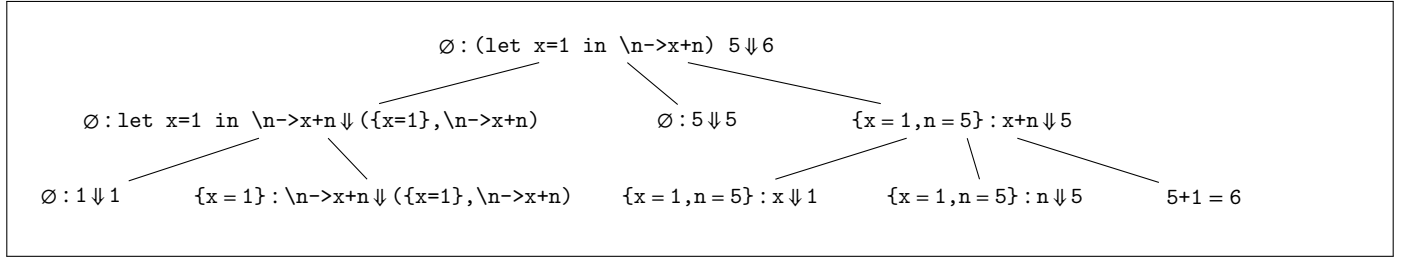 ∅ : (let x=1 in \n->x+n) 5 ⇓ 6
∅ : let x=1 in \n->x+n ⇓ ({x=1},\n->x+n) ∅ : 5 ⇓ 5 {x = 1,n = 5} : x+n ⇓ 5
∅ : 1 ⇓ 1 {x = 1} : \n->x+n ⇓ ({x=1},\n->x+n) {x = 1,n = 5} : x ⇓ 1 {x = 1,n = 5} : n ⇓ 5 5+1 = 6